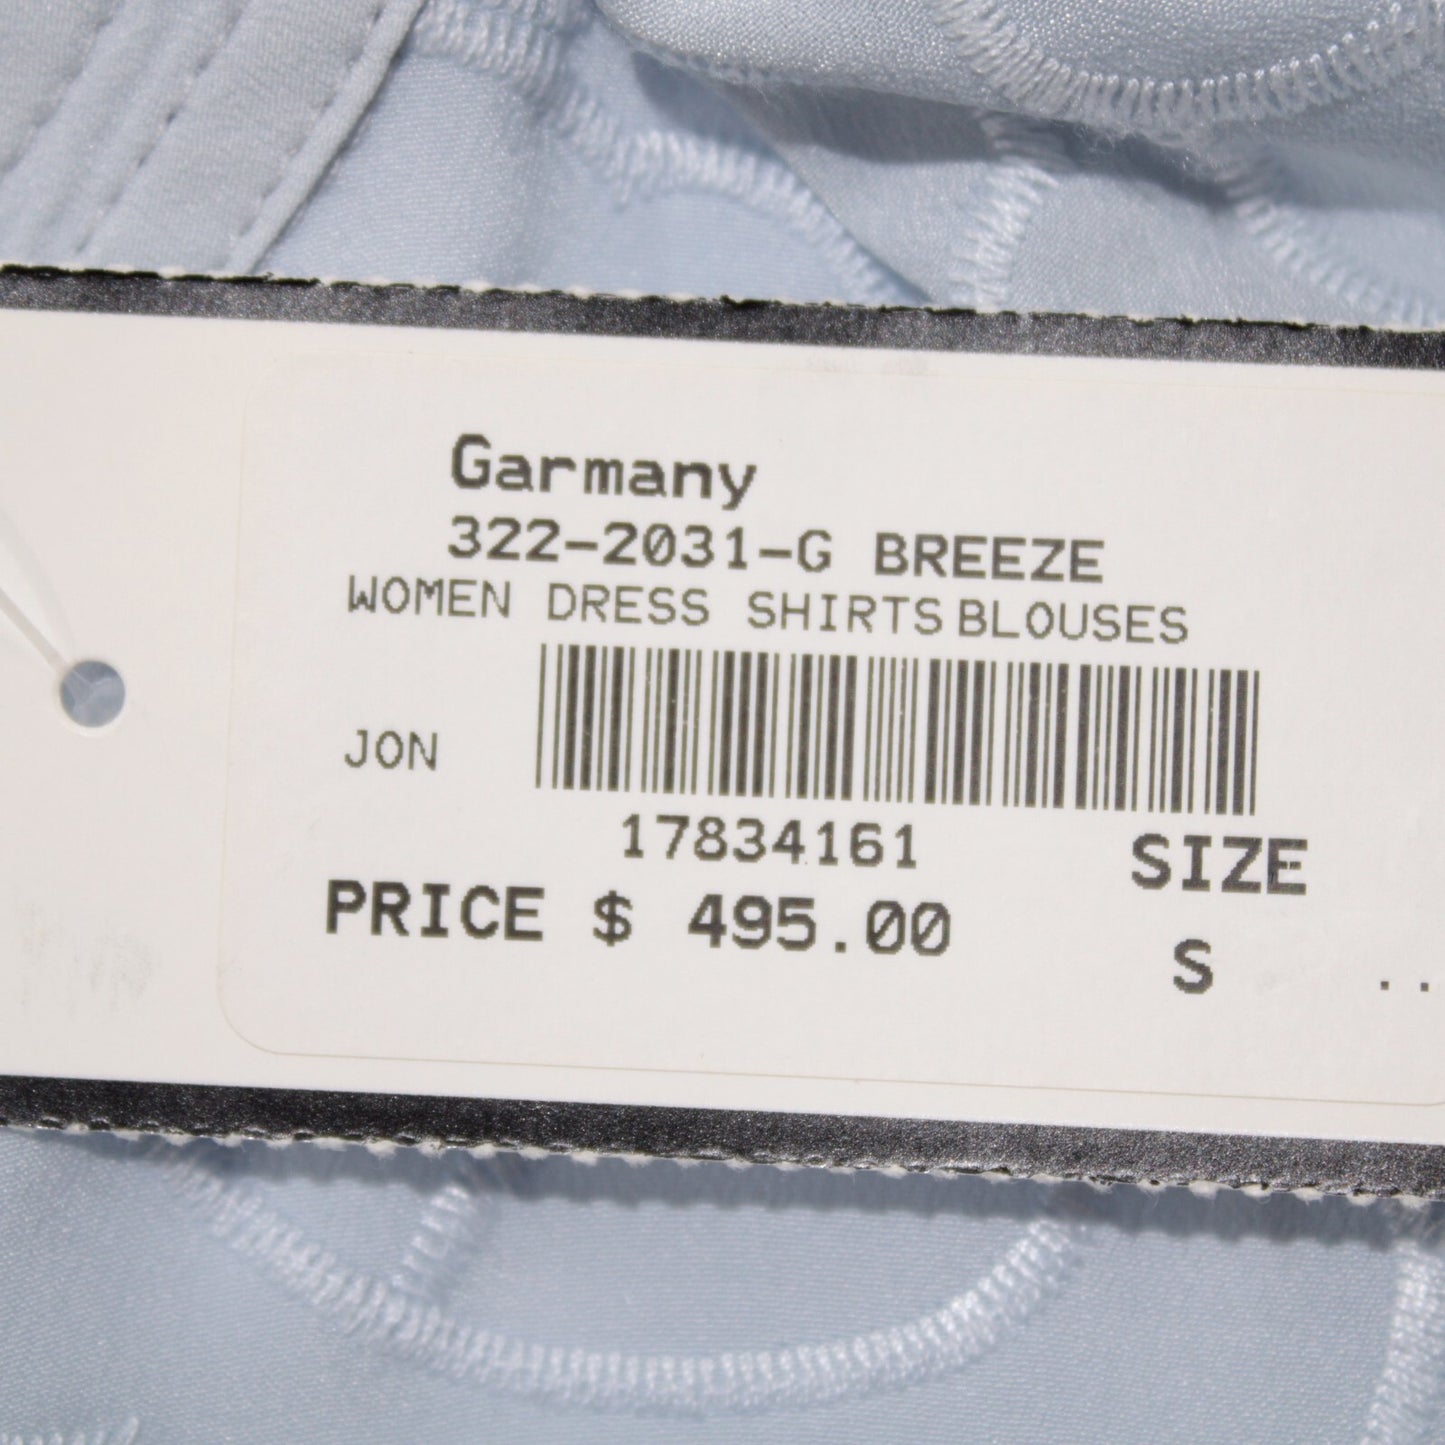 Garmany
322-2031-G BREEZE
WOMEN DRESS SHIRTS BLOUSES
JON
17834161
SIZE
PRICE $ 495.00
S
..